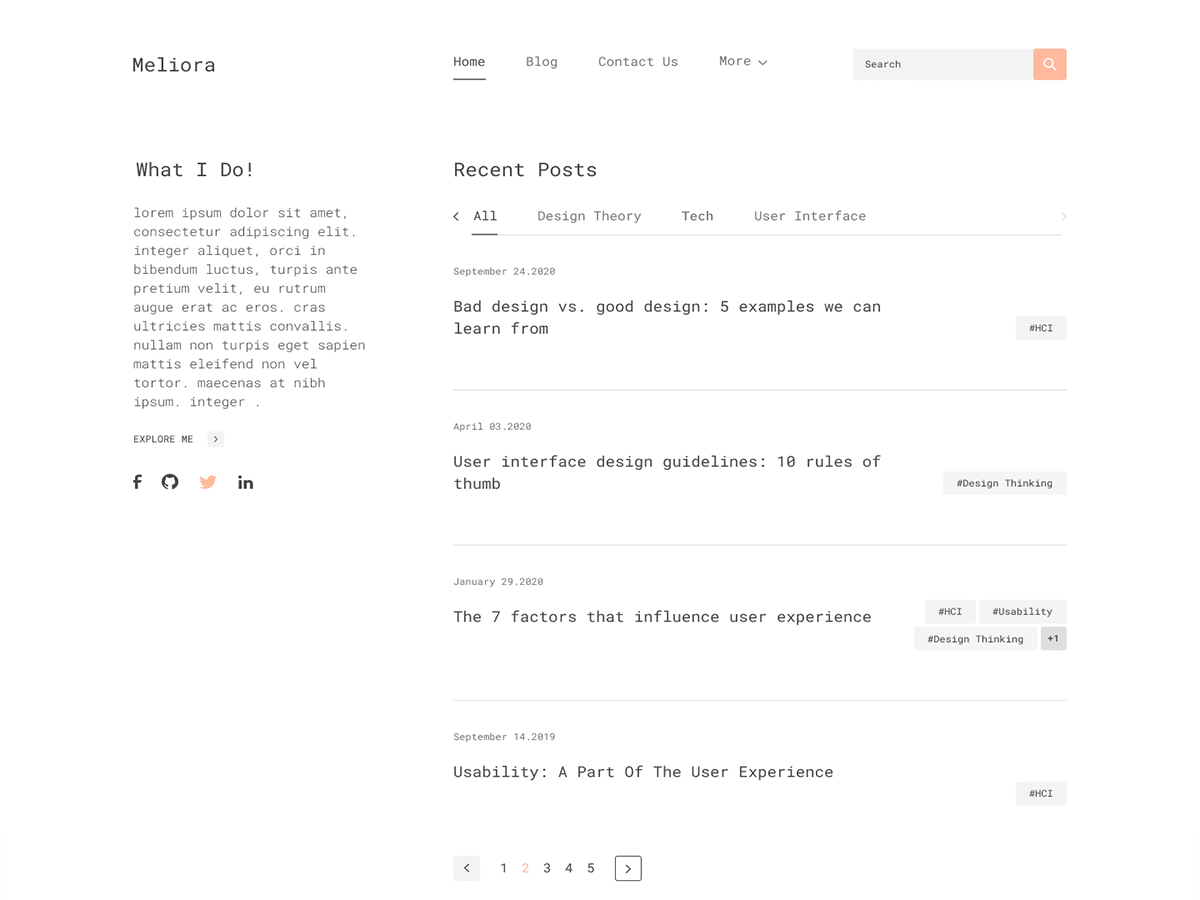 Meliora
Home Blog Contact Us More
Search
What I Do!
lorem ipsum dolor sit amet,
consectetur adipiscing elit.
integer aliquet, orci in
bibendum luctus, turpis ante
pretium velit, eu rutrum
augue erat ac eros. cras
ultricies mattis convallis.
nullam non turpis eget sapien
mattis eleifend non vel
tortor. maecenas at nibh
ipsum. integer .
EXPLORE ME
Recent Posts
All Design Theory Tech User Interface
September 24.2020
Bad design vs. good design: 5 examples we can
learn from
#HCI
April 03.2020
User interface design guidelines: 10 rules of
thumb
#Design Thinking
January 29.2020
The 7 factors that influence user experience
#HCI #Usability
#Design Thinking +1
September 14.2019
Usability: A Part Of The User Experience
#HCI
1 2 3 4 5